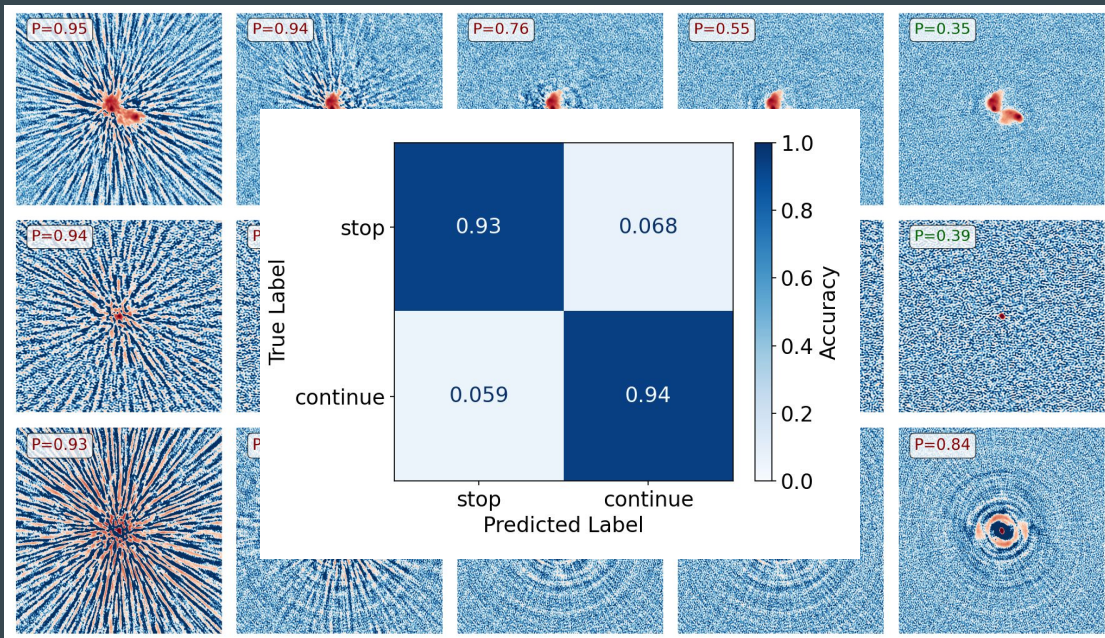 P=0.95
P=0.94
P=0.76
P=0.55
P=0.35
1.0
0.8
0.6
0.4
0.2
0.0
Accuracy
True Label
stop
0.93
0.068
continue
0.059
0.94
stop
continue
Predicted Label
P=0.94
P=0.39
P=0.93
P=0.84